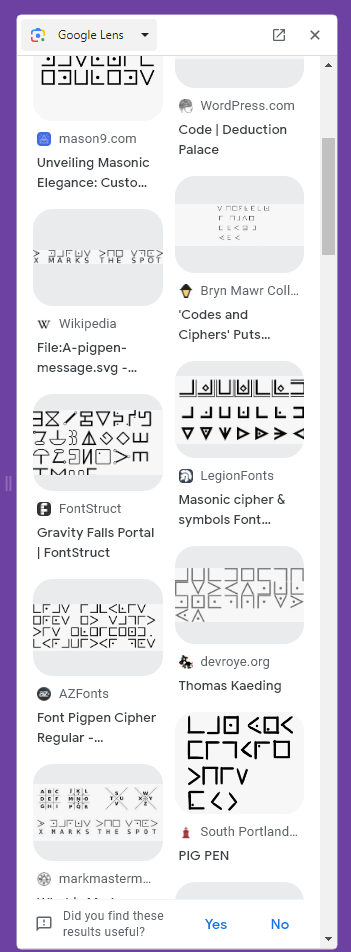 Google Lens
mason9.com
Unveiling Masonic
Elegance: Custo...
X MARKS THE SPOT
Wikipedia
File:A-pigpen-
message.svg -...
FontStruct
Gravity Falls Portal
| FontStruct
AZFonts
Font Pigpen Cipher
Regular -...
X MARKS THE SPOT
markmasterm...
WordPress.com
Code | Deduction
Palace
Bryn Mawr Coll...
'Codes and
Ciphers' Puts...
LegionFonts
Masonic cipher &
symbols Font...
devroye.org
Thomas Kaeding
South Portland...
PIG PEN
Did you find these
results useful?
Yes
No